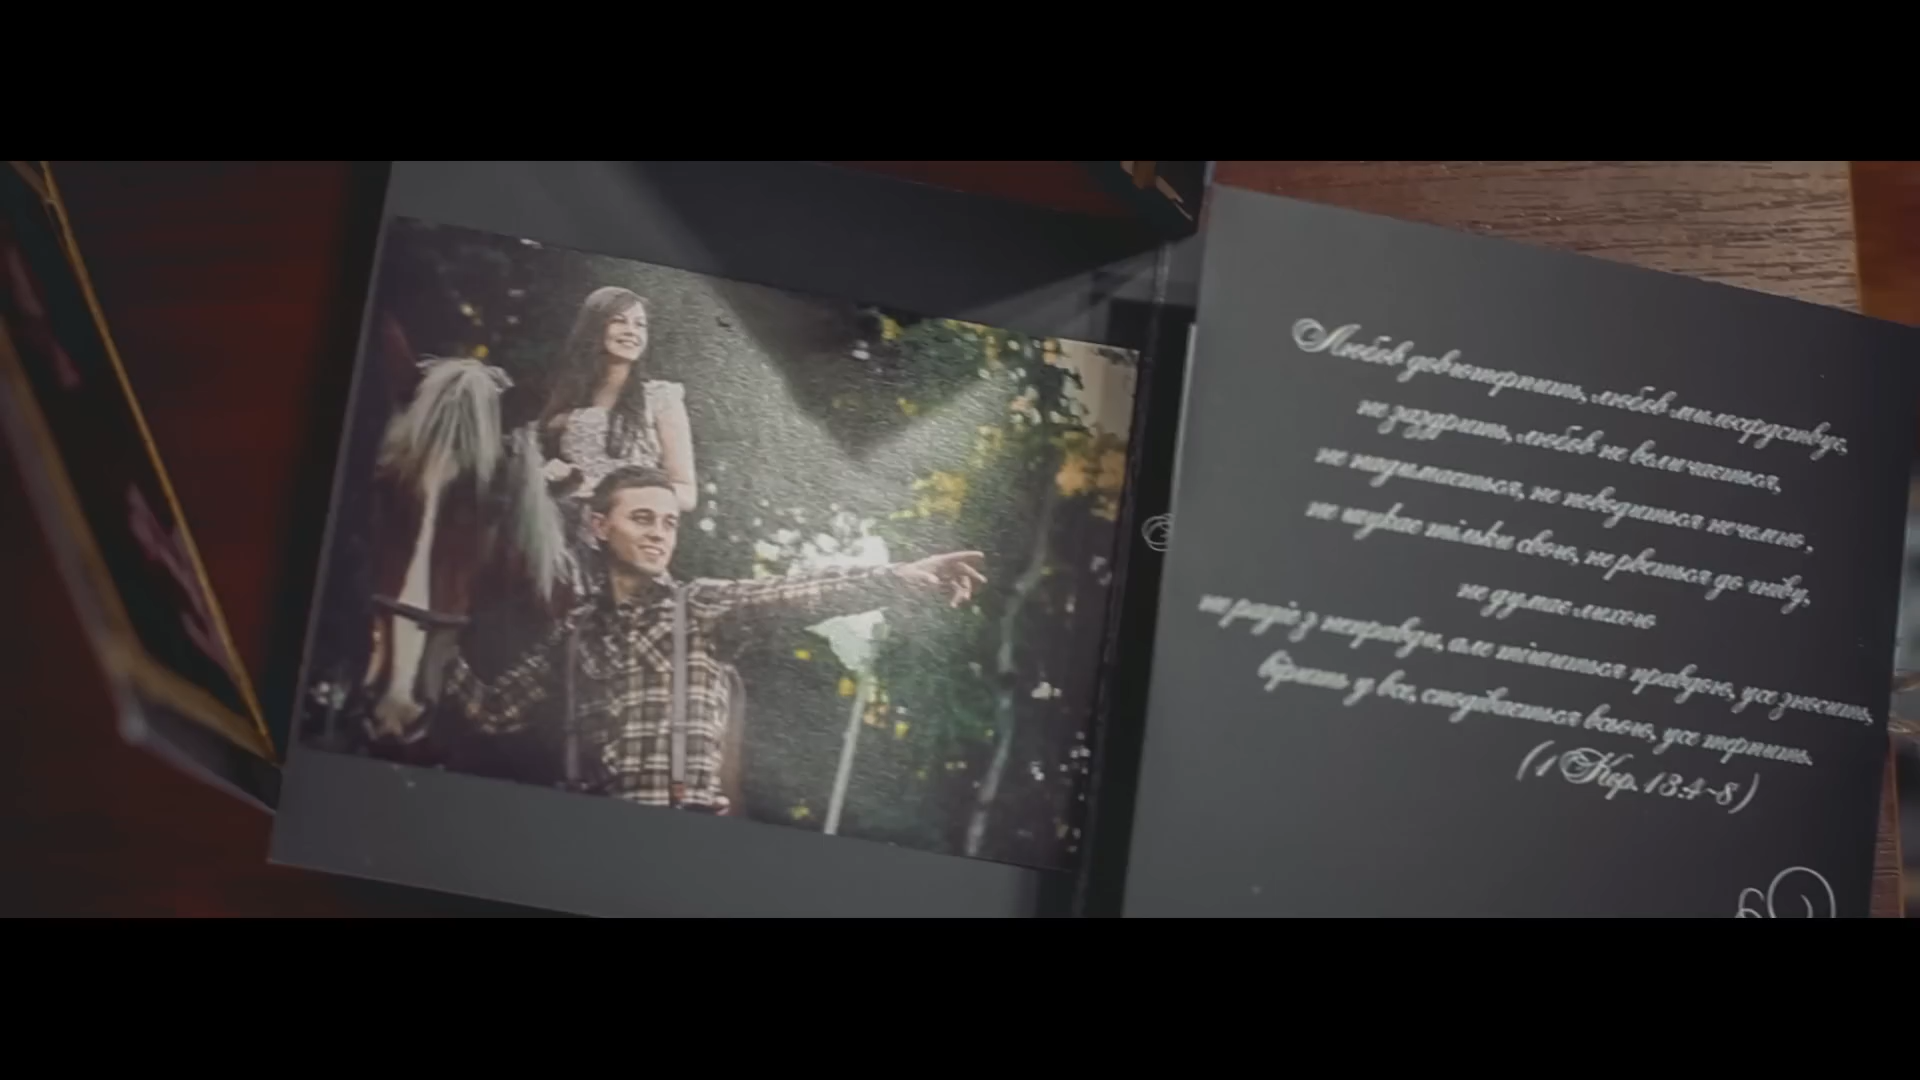 Любов довготерпить, любов милосердствує,
не заздрить, любов не величається,
не надимається, не поводиться нечемно,
не шукає тільки свого, не рветься до гніву,
не думає лихого
не радіє з неправди, але тішиться правдою, усе зносить,
вірить у все, сподівається всього, усе терпить.
(1 Кор. 13:4~8)